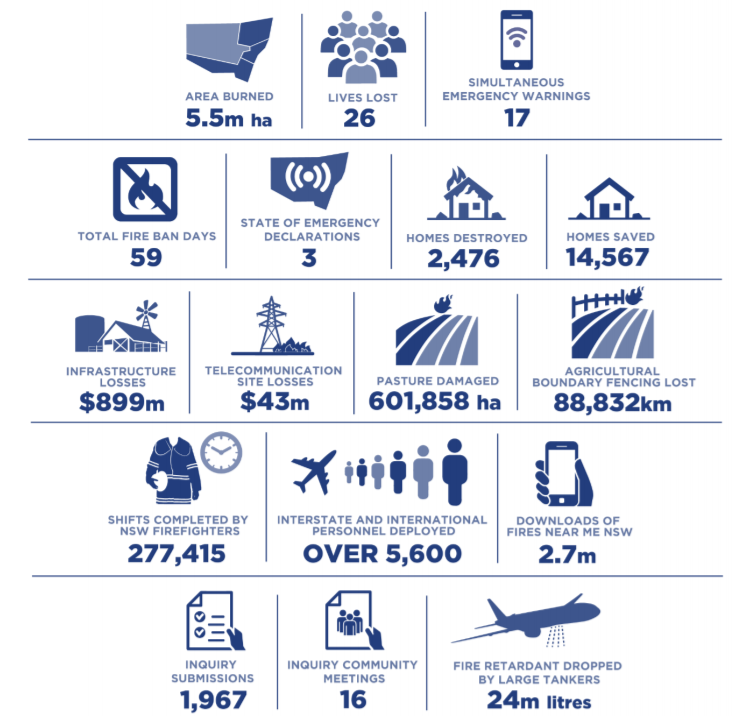 AREA BURNED
5.5m ha
LIVES LOST
26
SIMULTANEOUS
EMERGENCY WARNINGS
17
TOTAL FIRE BAN DAYS
59
STATE OF EMERGENCY
DECLARATIONS
3
HOMES DESTROYED
2,476
HOMES SAVED
14,567
INFRASTRUCTURE
LOSSES
$899m
TELECOMMUNICATION
SITE LOSSES
$43m
PASTURE DAMAGED
601,858 ha
AGRICULTURAL
BOUNDARY FENCING LOST
88,832km
SHIFTS COMPLETED BY
NSW FIREFIGHTERS
277,415
INTERSTATE AND INTERNATIONAL
PERSONNEL DEPLOYED
OVER 5,600
DOWNLOADS OF
FIRES NEAR ME NSW
2.7m
INQUIRY
SUBMISSIONS
1,967
INQUIRY COMMUNITY
MEETINGS
16
FIRE RETARDANT DROPPED
BY LARGE TANKERS
24m litres